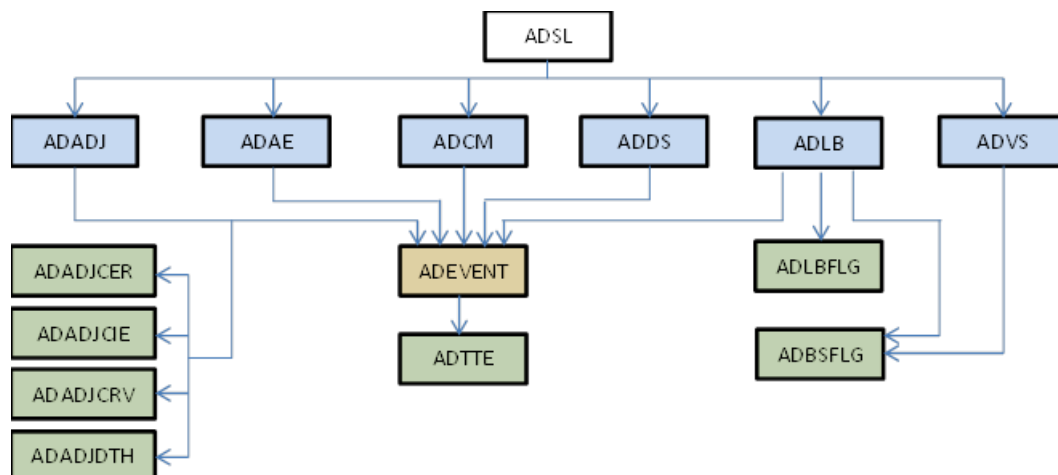 ADSL
ADADJ
ADAE
ADCM
ADDS
ADLB
ADVS
ADADJCER
ADEVENT
ADLBFLG
ADADJCIE
ADTTE
ADBSFLG
ADADJCRV
ADADJDTH